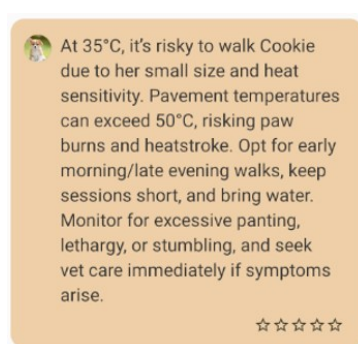 At 35°C, it's risky to walk Cookie
due to her small size and heat
sensitivity. Pavement temperatures
can exceed 50°C, risking paw
burns and heatstroke. Opt for early
morning/late evening walks, keep
sessions short, and bring water.
Monitor for excessive panting,
lethargy, or stumbling, and seek
vet care immediately if symptoms
arise.